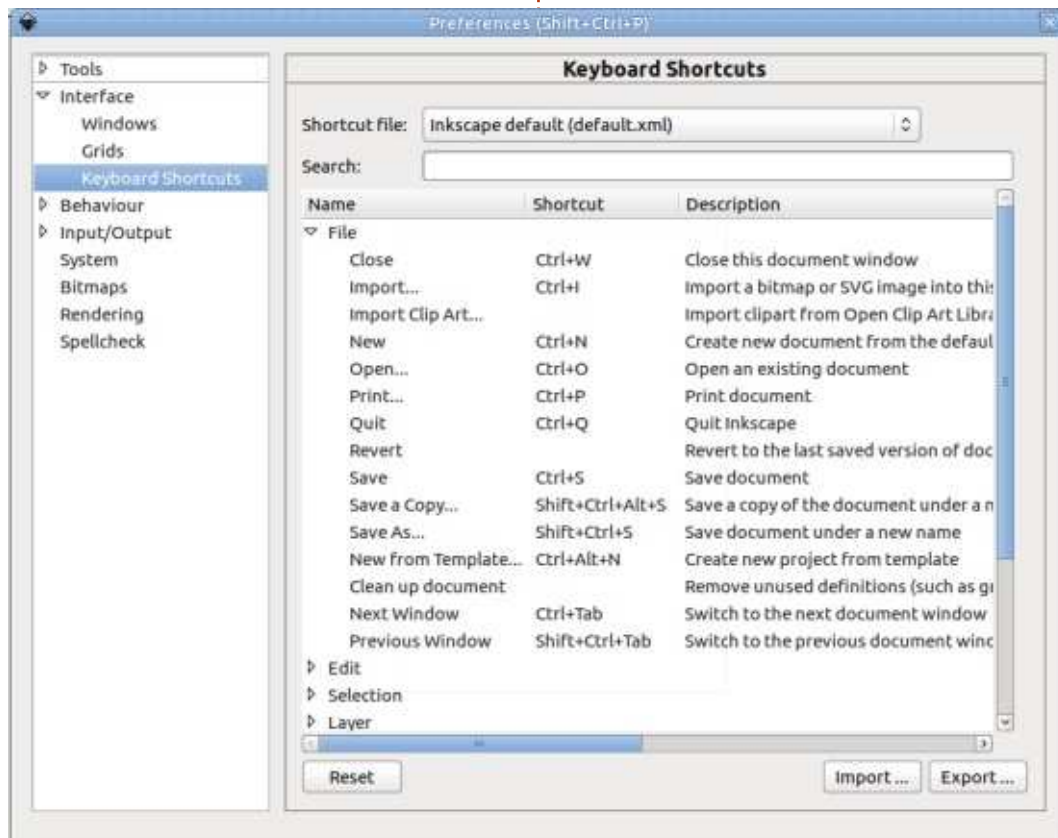 Preferences (Shift+Ctrl+P)
Tools
Interface
Windows
Grids
Keyboard Shortcuts
Behaviour
Input/Output
System
Bitmaps
Rendering
Spellcheck
Keyboard Shortcuts
Shortcut file: Inkscape default (default.xml)
Search:
Name Shortcut Description
File
Close Ctrl+W Close this document window
Import... Ctrl+I Import a bitmap or SVG image into this
Import Clip Art... Import clipart from Open Clip Art Libra
New Ctrl+N Create new document from the defaul
Open... Ctrl+O Open an existing document
Print... Ctrl+P Print document
Quit Ctrl+Q Quit Inkscape
Revert Revert to the last saved version of doc
Save Ctrl+S Save document
Save a Copy... Shift+Ctrl+Alt+S Save a copy of the document under a n
Save As... Shift+Ctrl+S Save document under a new name
New from Template... Ctrl+Alt+N Create new project from template
Clean up document Remove unused definitions (such as gr
Next Window Ctrl+Tab Switch to the next document window
Previous Window Shift+Ctrl+Tab Switch to the previous document winc
Edit
Selection
Layer
Reset Import ... Export ...